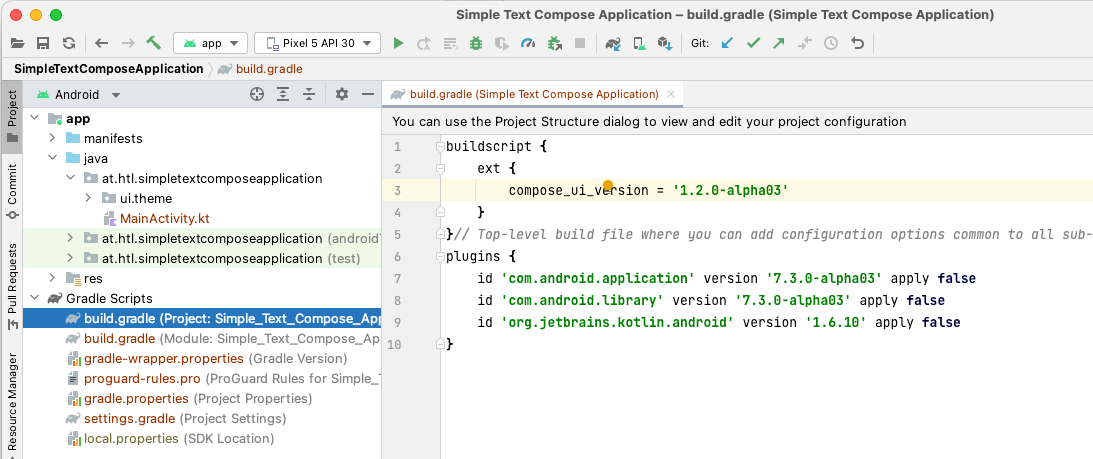 Simple Text Compose Application – build.gradle (Simple Text Compose Application)
app
Pixel 5 API 30
Git:
SimpleTextComposeApplication
build.gradle
Project
Commit
Pull Requests
Resource Manager
Android
app
manifests
java
at.htl.simpletextcomposeapplication
ui.theme
MainActivity.kt
at.htl.simpletextcomposeapplication (androidT
at.htl.simpletextcomposeapplication (test)
res
Gradle Scripts
build.gradle (Project: Simple_Text_Compose_App
build.gradle (Module: Simple_Text_Compose_Ap
gradle-wrapper.properties (Gradle Version)
proguard-rules.pro (ProGuard Rules for Simple_T
gradle.properties (Project Properties)
settings.gradle (Project Settings)
local.properties (SDK Location)
build.gradle (Simple Text Compose Application)
You can use the Project Structure dialog to view and edit your project configuration
1 buildscript {
2 ext {
3 compose_ui_version = '1.2.0-alpha03'
4 }
5 }// Top-level build file where you can add configuration options common to all sub-
6 plugins {
7 id 'com.android.application' version '7.3.0-alpha03' apply false
8 id 'com.android.library' version '7.3.0-alpha03' apply false
9 id 'org.jetbrains.kotlin.android' version '1.6.10' apply false
10 }